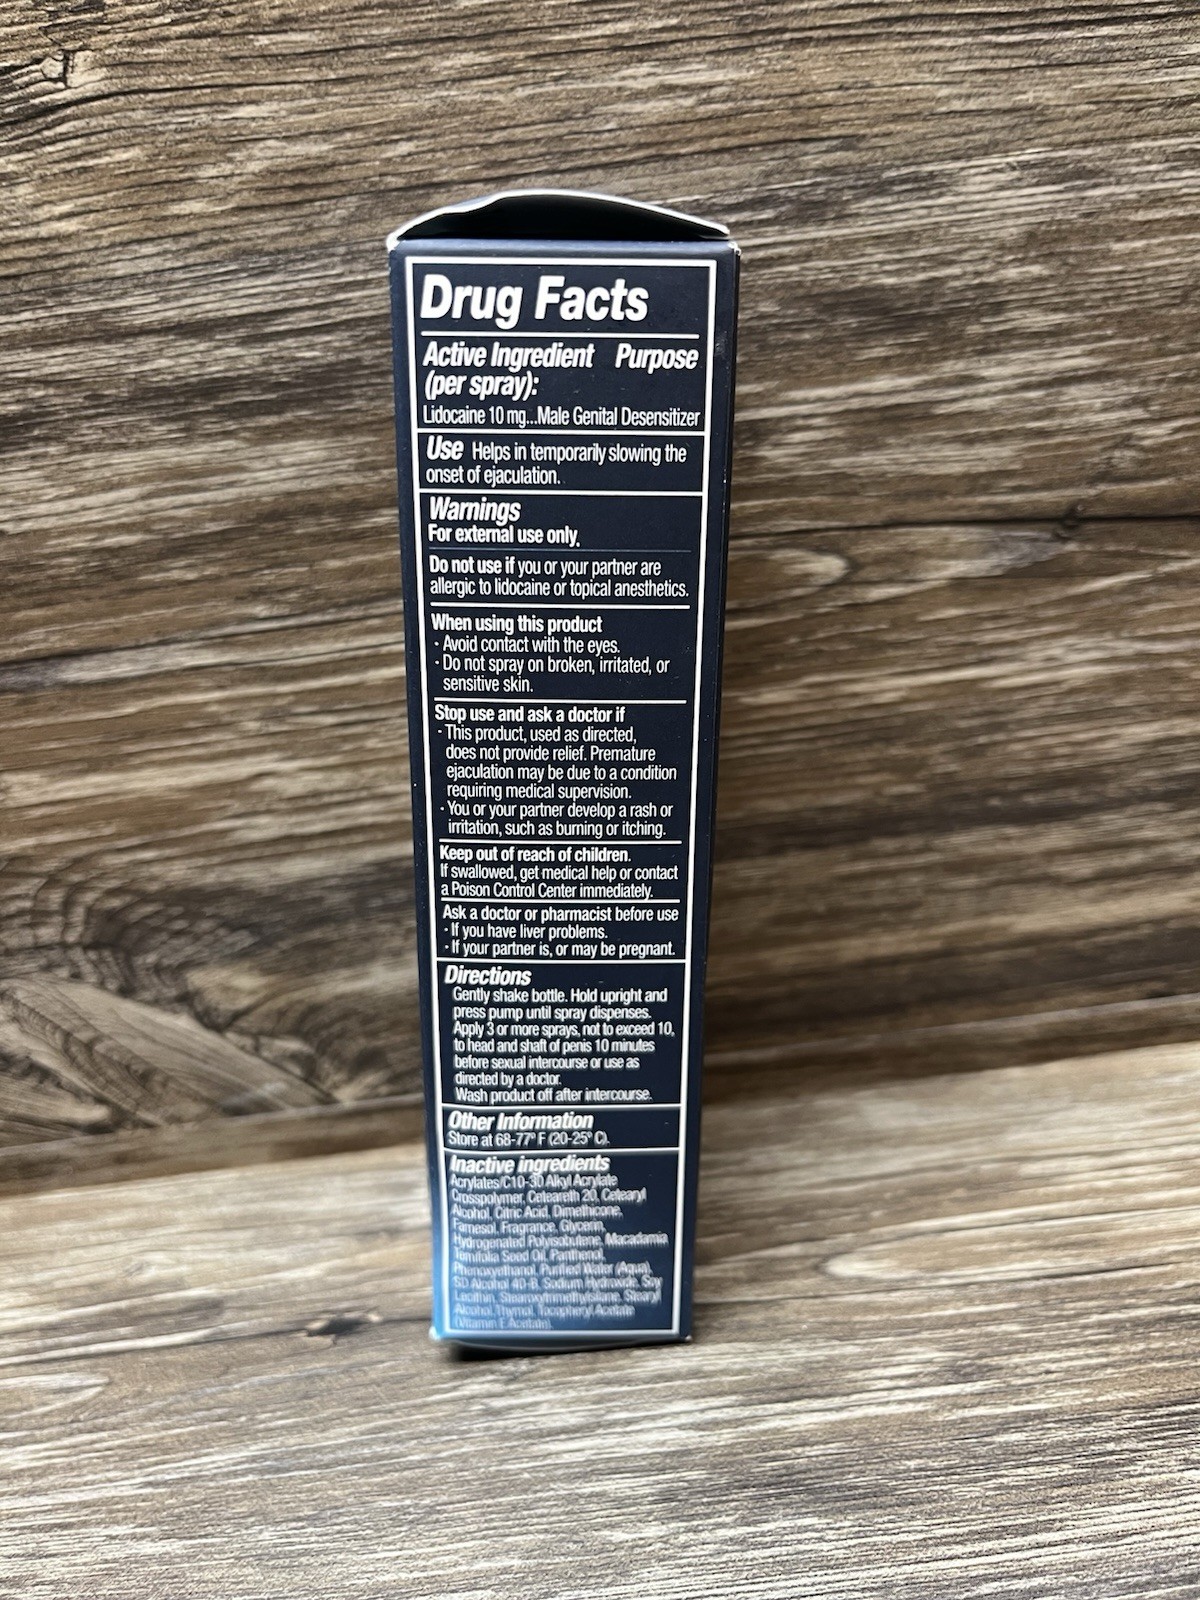 Drug Facts
Active Ingredient Purpose
(per spray):
Lidocaine 10 mg...Male Genital Desensitizer
Use Helps in temporarily slowing the
onset of ejaculation.
Warnings
For external use only.
Do not use if you or your partner are
allergic to lidocaine or topical anesthetics.
When using this product
· Avoid contact with the eyes.
· Do not spray on broken, irritated, or
sensitive skin.
Stop use and ask a doctor if
· This product, used as directed,
does not provide relief. Premature
ejaculation may be due to a condition
requiring medical supervision.
· You or your partner develop a rash or
irritation, such as burning or itching.
Keep out of reach of children.
If swallowed, get medical help or contact
a Poison Control Center immediately.
Ask a doctor or pharmacist before use
· If you have liver problems.
· If your partner is, or may be pregnant.
Directions
Gently shake bottle. Hold upright and
press pump until spray dispenses.
Apply 3 or more sprays, not to exceed 10,
to head and shaft of penis 10 minutes
before sexual intercourse or use as
directed by a doctor.
Wash product off after intercourse.
Other Information
Store at 68-77° F (20-25° C).
Inactive ingredients
Acrylates/C10-30 Alkyl Acrylate
Crosspolymer, Ceteareth 20, Cetearyl
Alcohol, Citric Acid, Dimethicone,
Farnesol, Fragrance, Glycerin,
Hydrogenated Polyisobutene, Macadamia
Ternifolia Seed Oil, Panthenol,
Phenoxyethanol, Purified Water (Aqua),
SD Alcohol 40-B, Sodium Hydroxide, Soy
Lecithin, Stearoxytrimethylsilane, Stearyl
Alcohol, Thymol, Tocopheryl Acetate
(Vitamin E Acetate).